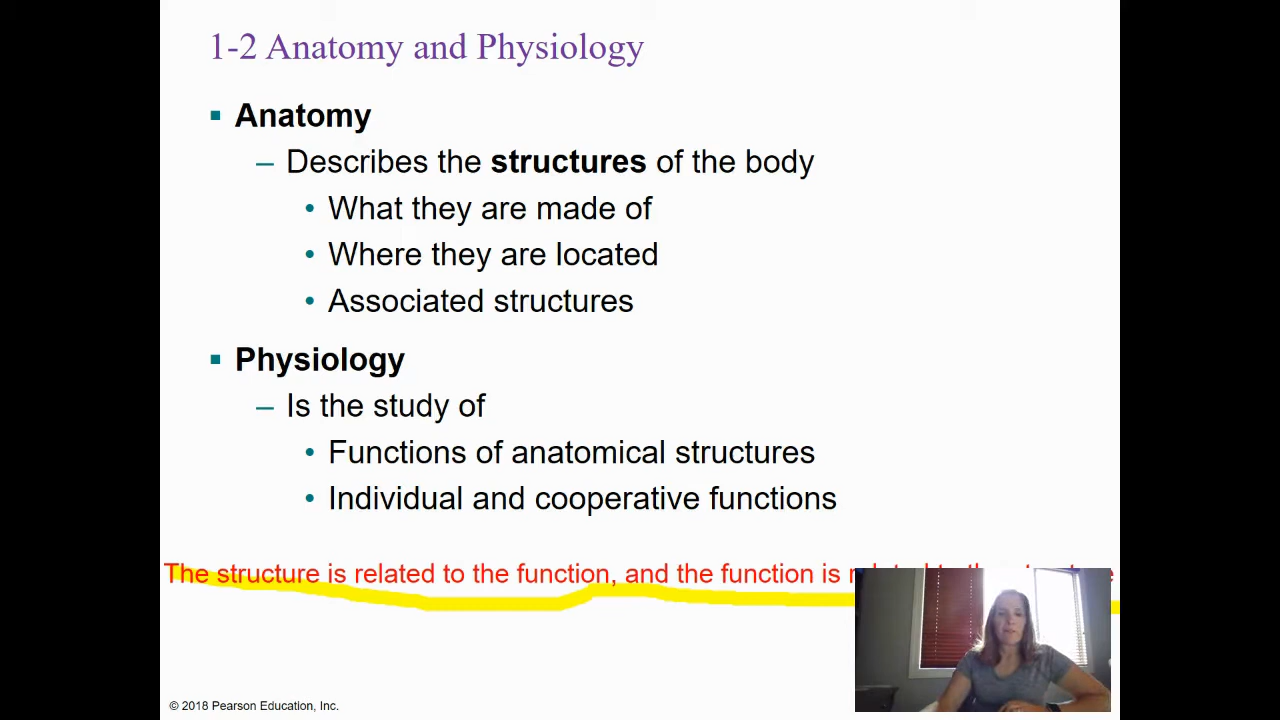 1-2 Anatomy and Physiology
▪ Anatomy
– Describes the structures of the body
• What they are made of
• Where they are located
• Associated structures
▪ Physiology
– Is the study of
• Functions of anatomical structures
• Individual and cooperative functions
The structure is related to the function, and the function is
© 2018 Pearson Education, Inc.